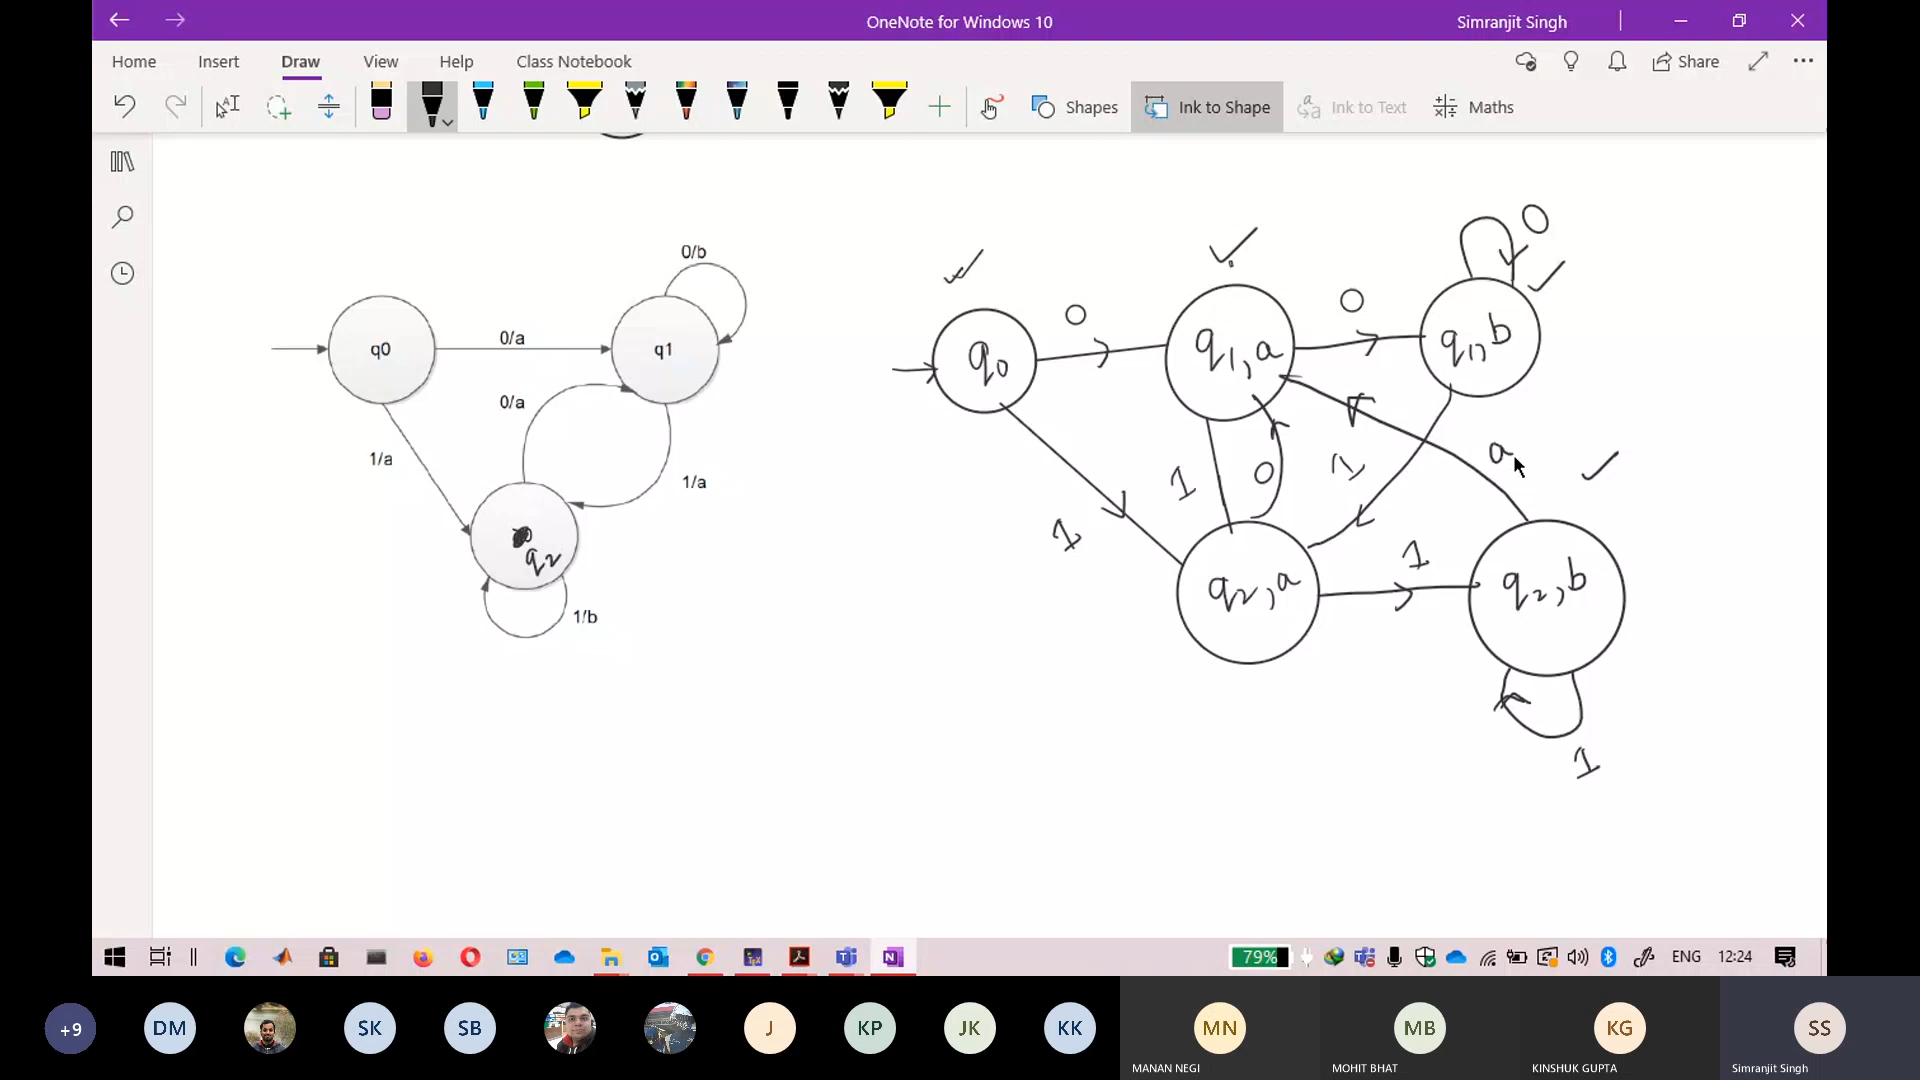 OneNote for Windows 10
Simranjit Singh
Home Insert Draw View Help Class Notebook
Share
Shapes Ink to Shape Ink to Text Maths
0/b
0/a
q0
q1
0/a
1/a
1/a
q2
1/b
0
0
0
q0
q1,a
q1,b
1
0
1
a
1
1
q2,a
q2,b
1
79%
ENG 12:24
+9 DM SK SB J KP JK KK MN MB KG SS
MANAN NEGI MOHIT BHAT KINSHUK GUPTA Simranjit Singh